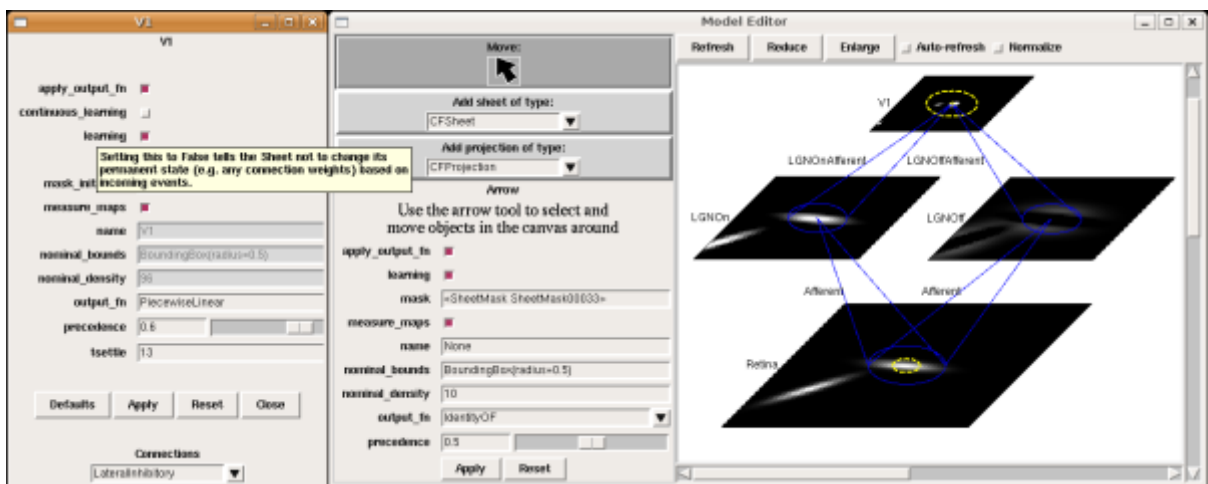 V1
V1
apply_output_fn
continuous_learning
learning
Setting this to False tells the Sheet not to change its
permanent state (e.g. any connection weights) based on
incoming events.
mask_init
measure_maps
name V1
nominal_bounds BoundingBox(radius=0.5)
nominal_density 96
output_fn PiecewiseLinear
precedence 0.6
tsettle 13
Defaults Apply Reset Close
Connections
LateralInhibitory
Model Editor
Move:
Add sheet of type:
CFSheet
Add projection of type:
CFProjection
Arrow
Use the arrow tool to select and
move objects in the canvas around
apply_output_fn
learning
mask <SheetMask SheetMask00033>
measure_maps
name None
nominal_bounds BoundingBox(radius=0.5)
nominal_density 10
output_fn IdentityOF
precedence 0.5
Apply Reset
Refresh Reduce Enlarge Auto-refresh Normalize
V1
LGNOnAfferent LGNOffAfferent
LGNOn LGNOff
Afferent Afferent
Retina